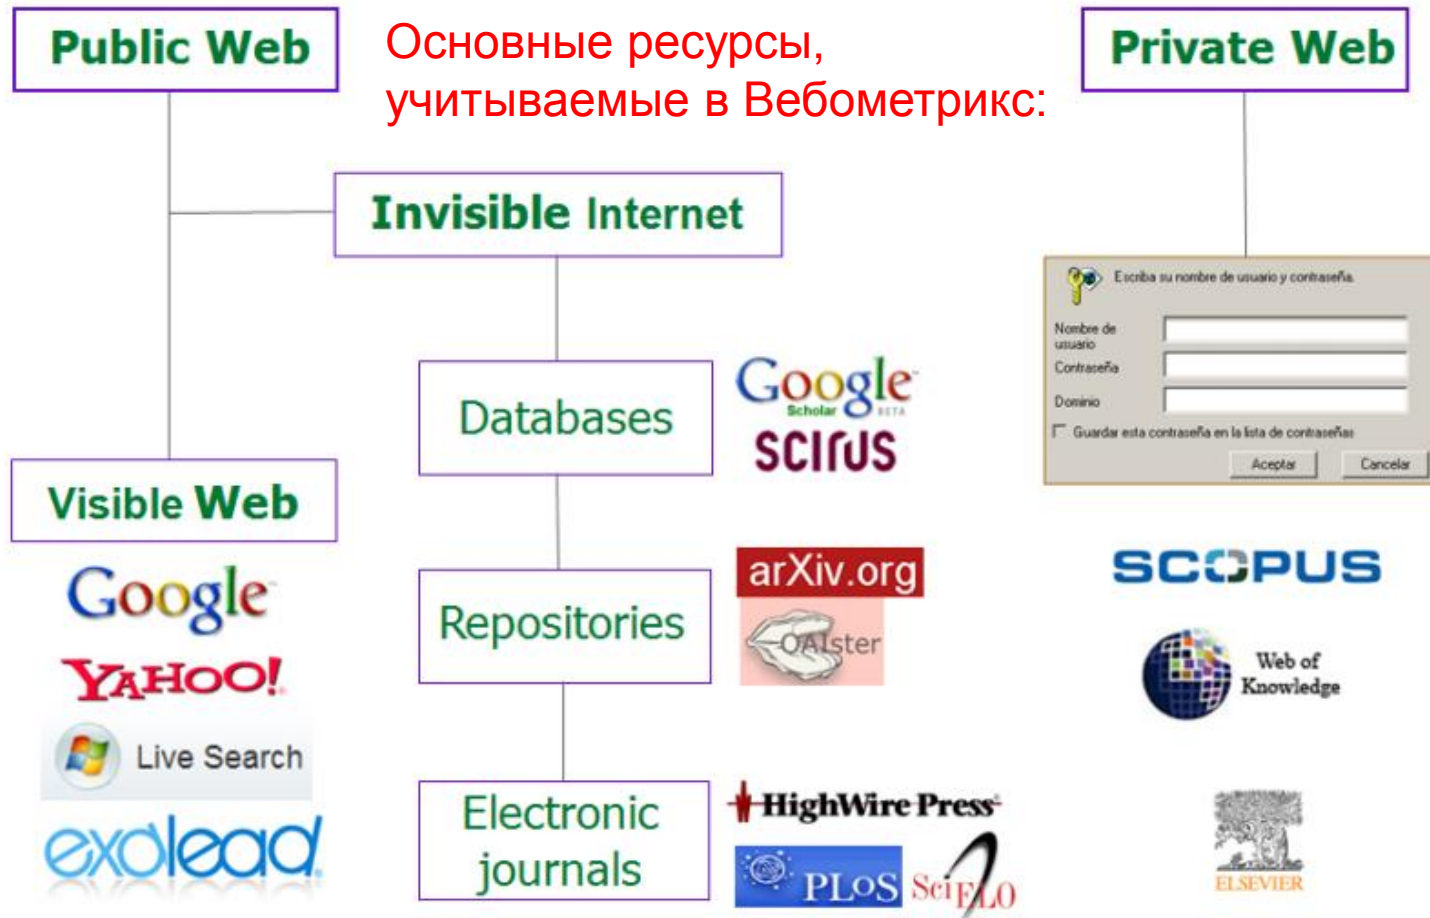 Public Web
Основные ресурсы,
учитываемые в Вебометрикс:
Private Web
Invisible Internet
Escriba su nombre de usuario y contraseña.
Nombre de
usuario
Contraseña
Dominio
Guardar esta contraseña en la lista de contraseñas
Aceptar
Cancelar
Databases
Google
Scholar BETA
SCIrUS
Visible Web
Google
YAHOO!
Live Search
exalead
Repositories
arXiv.org
OAIster
Electronic
journals
HighWire Press
PLoS
SciELO
SCOPUS
Web of
Knowledge
ELSEVIER